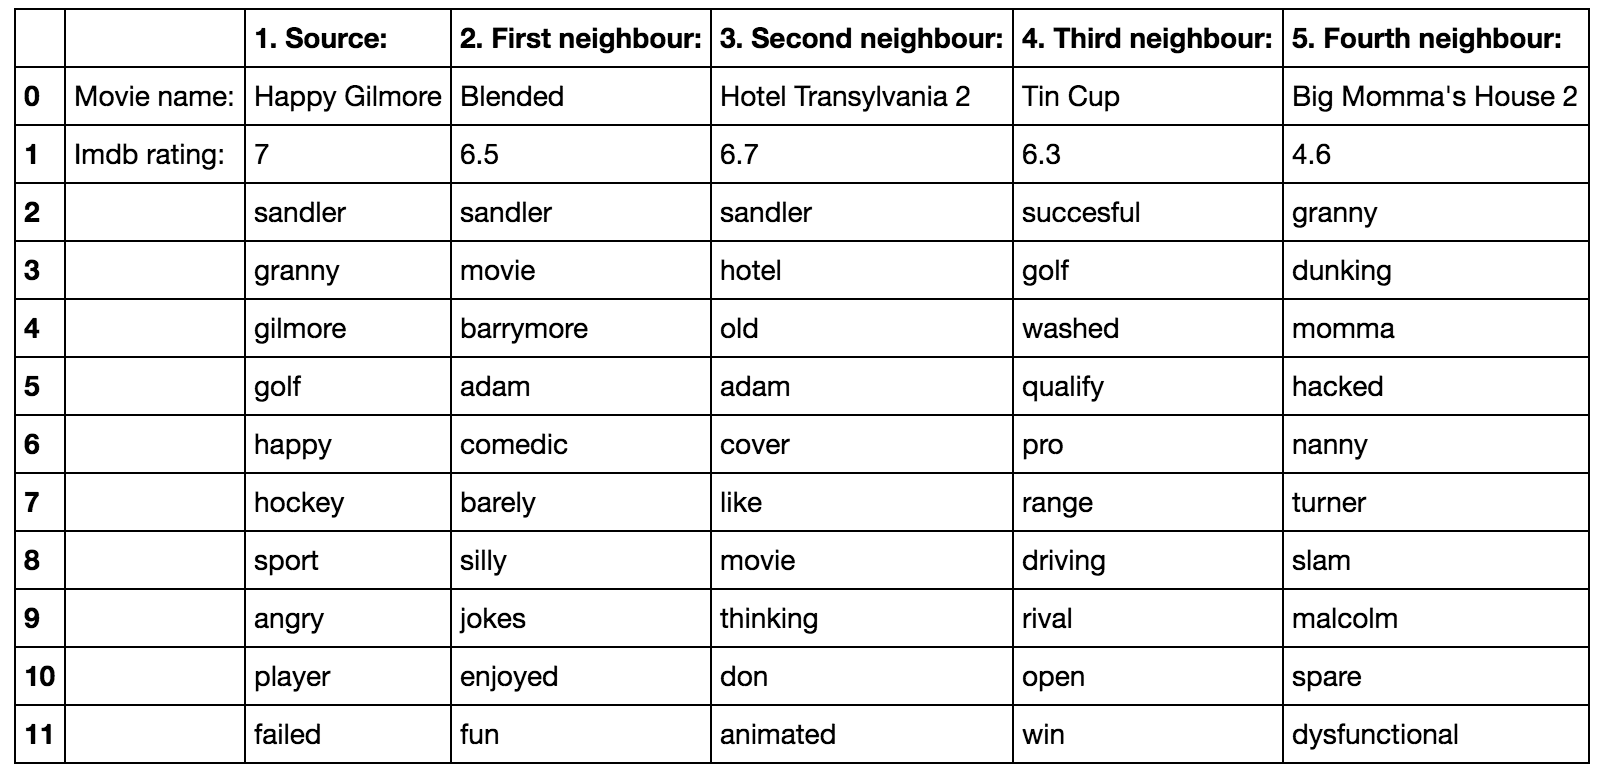 1. Source: 2. First neighbour: 3. Second neighbour: 4. Third neighbour: 5. Fourth neighbour:
0 Movie name: Happy Gilmore Blended Hotel Transylvania 2 Tin Cup Big Momma's House 2
1 Imdb rating: 7 6.5 6.7 6.3 4.6
2 sandler sandler sandler succesful granny
3 granny movie hotel golf dunking
4 gilmore barrymore old washed momma
5 golf adam adam qualify hacked
6 happy comedic cover pro nanny
7 hockey barely like range turner
8 sport silly movie driving slam
9 angry jokes thinking rival malcolm
10 player enjoyed don open spare
11 failed fun animated win dysfunctional